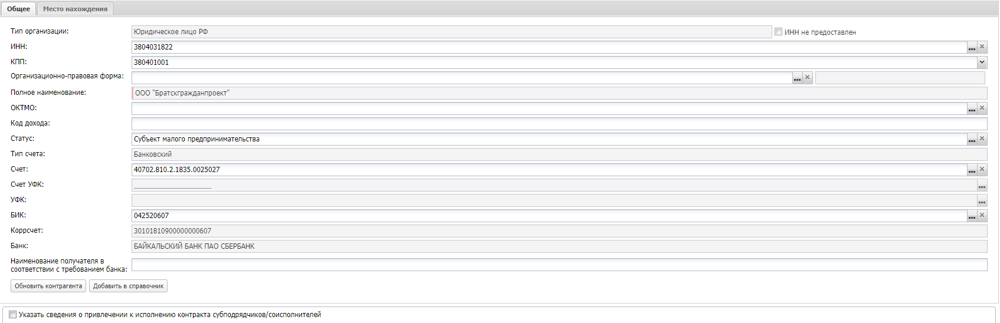 Общее Место нахождения
Тип организации: Юридическое лицо РФ ИНН не предоставлен
ИНН: 3804031822
КПП: 380401001
Организационно-правовая форма:
Полное наименование: ООО "Братскгражданпроект"
ОКТМО:
Код дохода:
Статус: Субъект малого предпринимательства
Тип счета: Банковский
Счет: 40702.810.2.1835.0025027
Счет УФК: ____________________
УФК:
БИК: 042520607
Коррсчет: 30101810900000000607
Банк: БАЙКАЛЬСКИЙ БАНК ПАО СБЕРБАНК
Наименование получателя в
соответствии с требованием банка:
Обновить контрагента Добавить в справочник
Указать сведения о привлечении к исполнению контракта субподрядчиков/соисполнителей